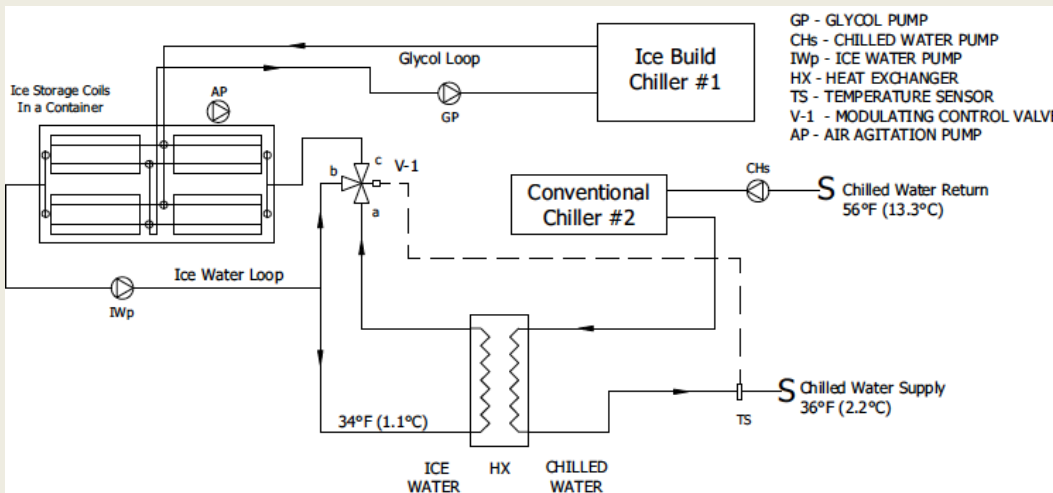 GP - GLYCOL PUMP
CHs - CHILLED WATER PUMP
IWp - ICE WATER PUMP
HX - HEAT EXCHANGER
TS - TEMPERATURE SENSOR
V-1 - MODULATING CONTROL VALVE
AP - AIR AGITATION PUMP
Glycol Loop
Ice Build
Chiller #1
GP
Ice Storage Coils
In a Container
AP
c
V-1
b
a
CHs
Conventional
Chiller #2
S Chilled Water Return
56°F (13.3°C)
Ice Water Loop
IWp
S Chilled Water Supply
36°F (2.2°C)
TS
34°F (1.1°C)
ICE
WATER
HX
CHILLED
WATER